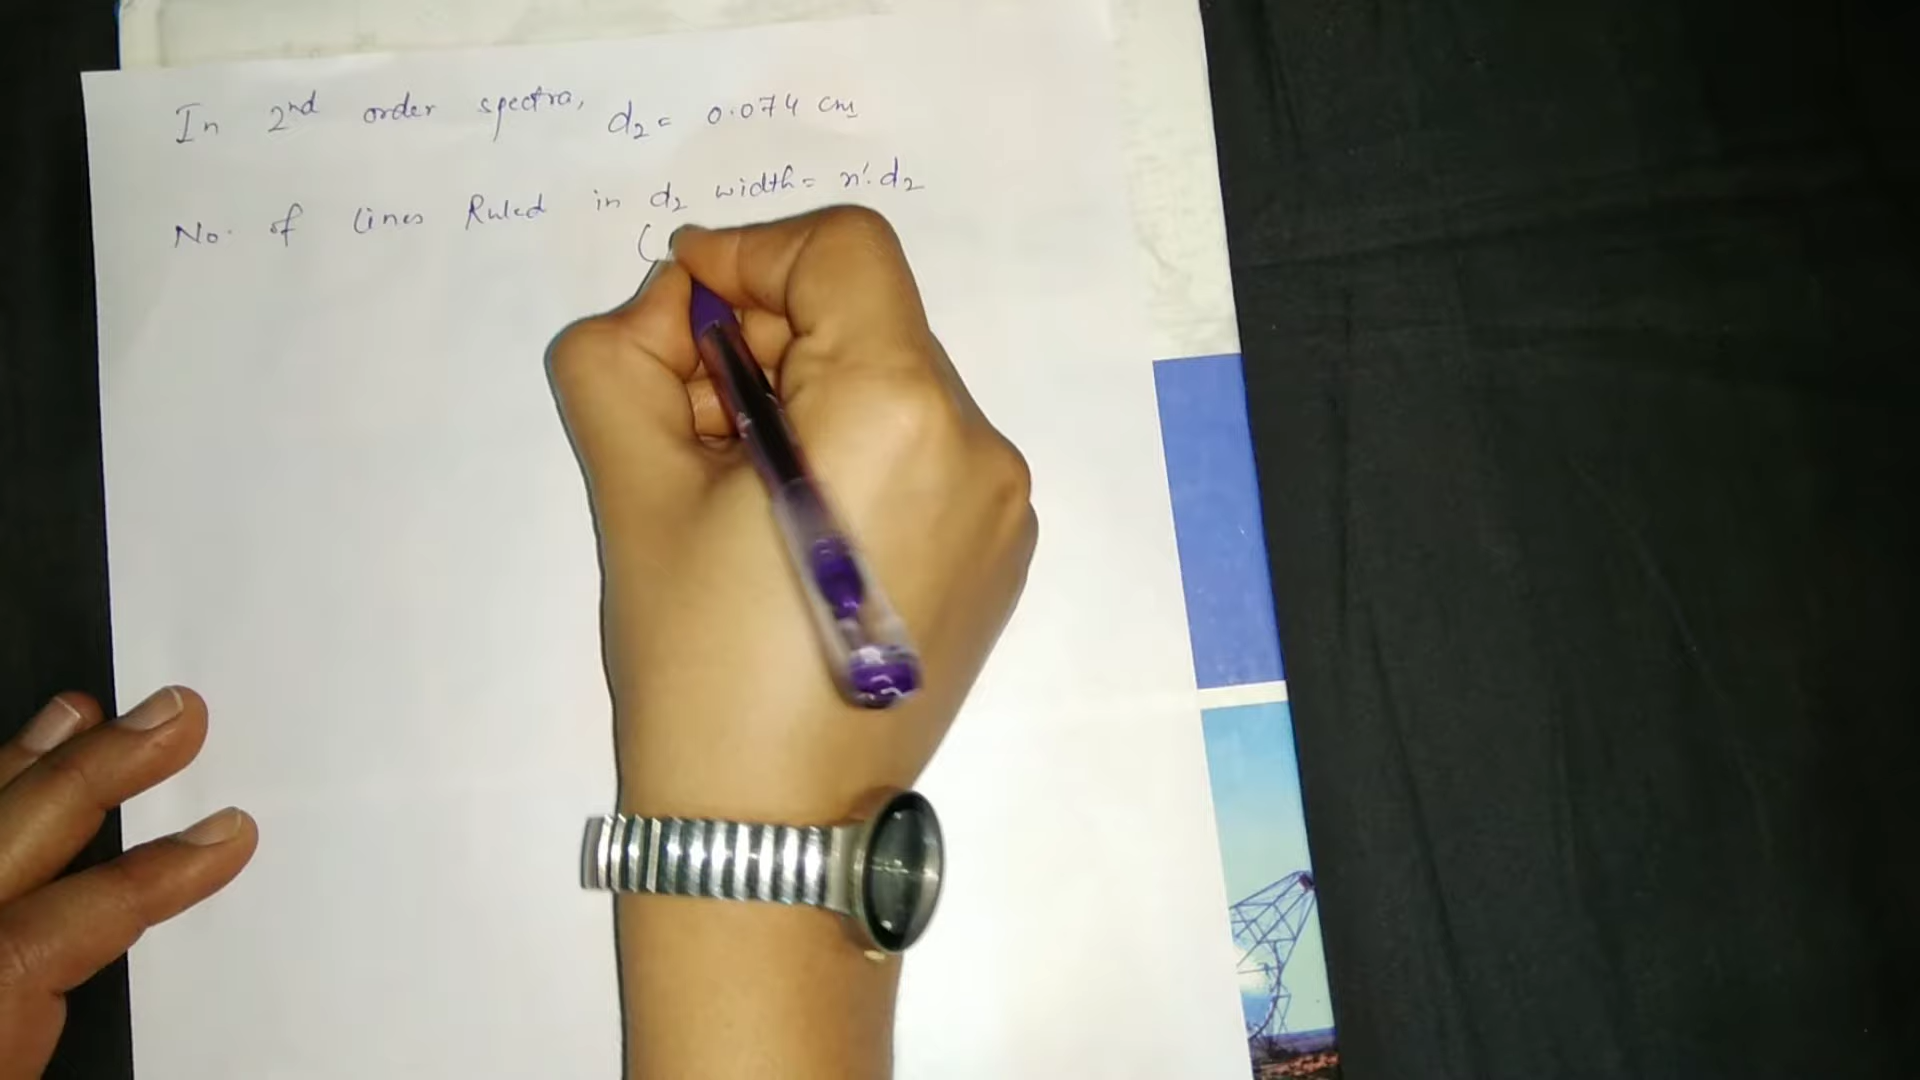 In 2nd order spectra, d2 = 0.074 cm
No. of lines Ruled in d2 width = n'. d2
(